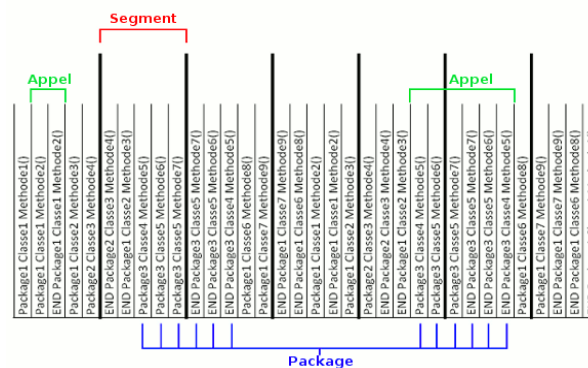 Segment
Appel
Appel
Package1 Classe1 Methode1()
Package1 Classe1 Methode2()
END Package1 Classe1 Methode2()
Package1 Classe2 Methode3()
Package2 Classe3 Methode4()
END Package2 Classe3 Methode4()
END Package1 Classe2 Methode3()
Package3 Classe4 Methode5()
Package3 Classe5 Methode6()
Package3 Classe5 Methode7()
END Package3 Classe5 Methode7()
END Package3 Classe5 Methode6()
END Package3 Classe4 Methode5()
Package1 Classe6 Methode8()
Package1 Classe7 Methode9()
END Package1 Classe7 Methode9()
END Package1 Classe6 Methode8()
Package1 Classe1 Methode2()
END Package1 Classe1 Methode2()
Package1 Classe2 Methode3()
Package2 Classe3 Methode4()
END Package2 Classe3 Methode4()
END Package1 Classe2 Methode3()
Package3 Classe4 Methode5()
Package3 Classe5 Methode6()
Package3 Classe5 Methode7()
END Package3 Classe5 Methode7()
END Package3 Classe5 Methode6()
END Package3 Classe4 Methode5()
Package1 Classe6 Methode8()
Package1 Classe7 Methode9()
END Package1 Classe7 Methode9()
END Package1 Classe6 Methode8()
Package